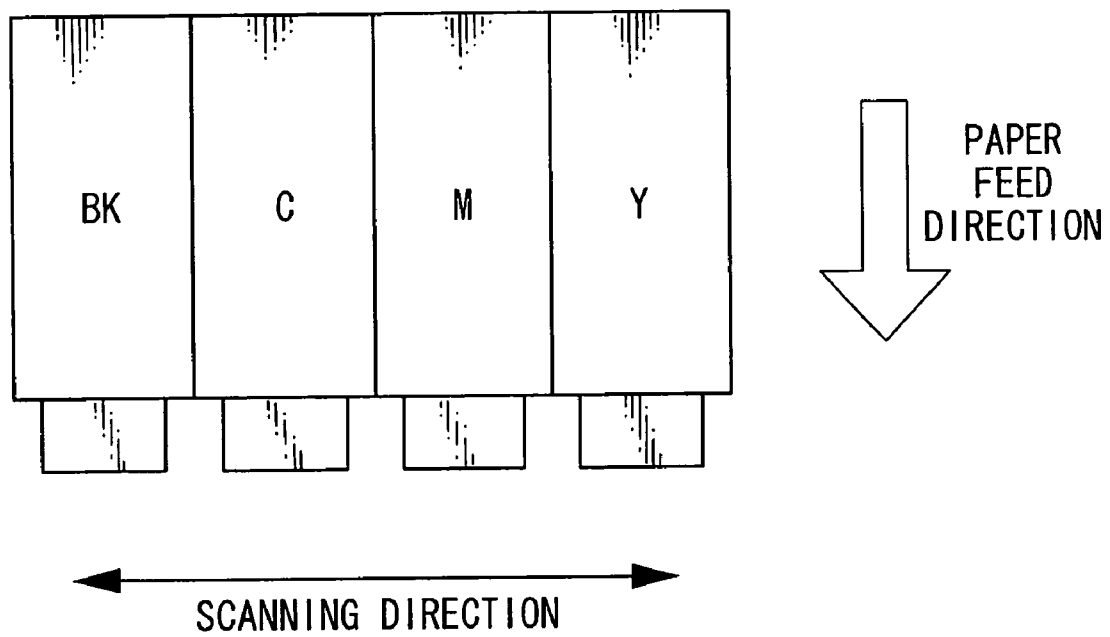 BK
C
M
Y
PAPER
FEED
DIRECTION
SCANNING DIRECTION